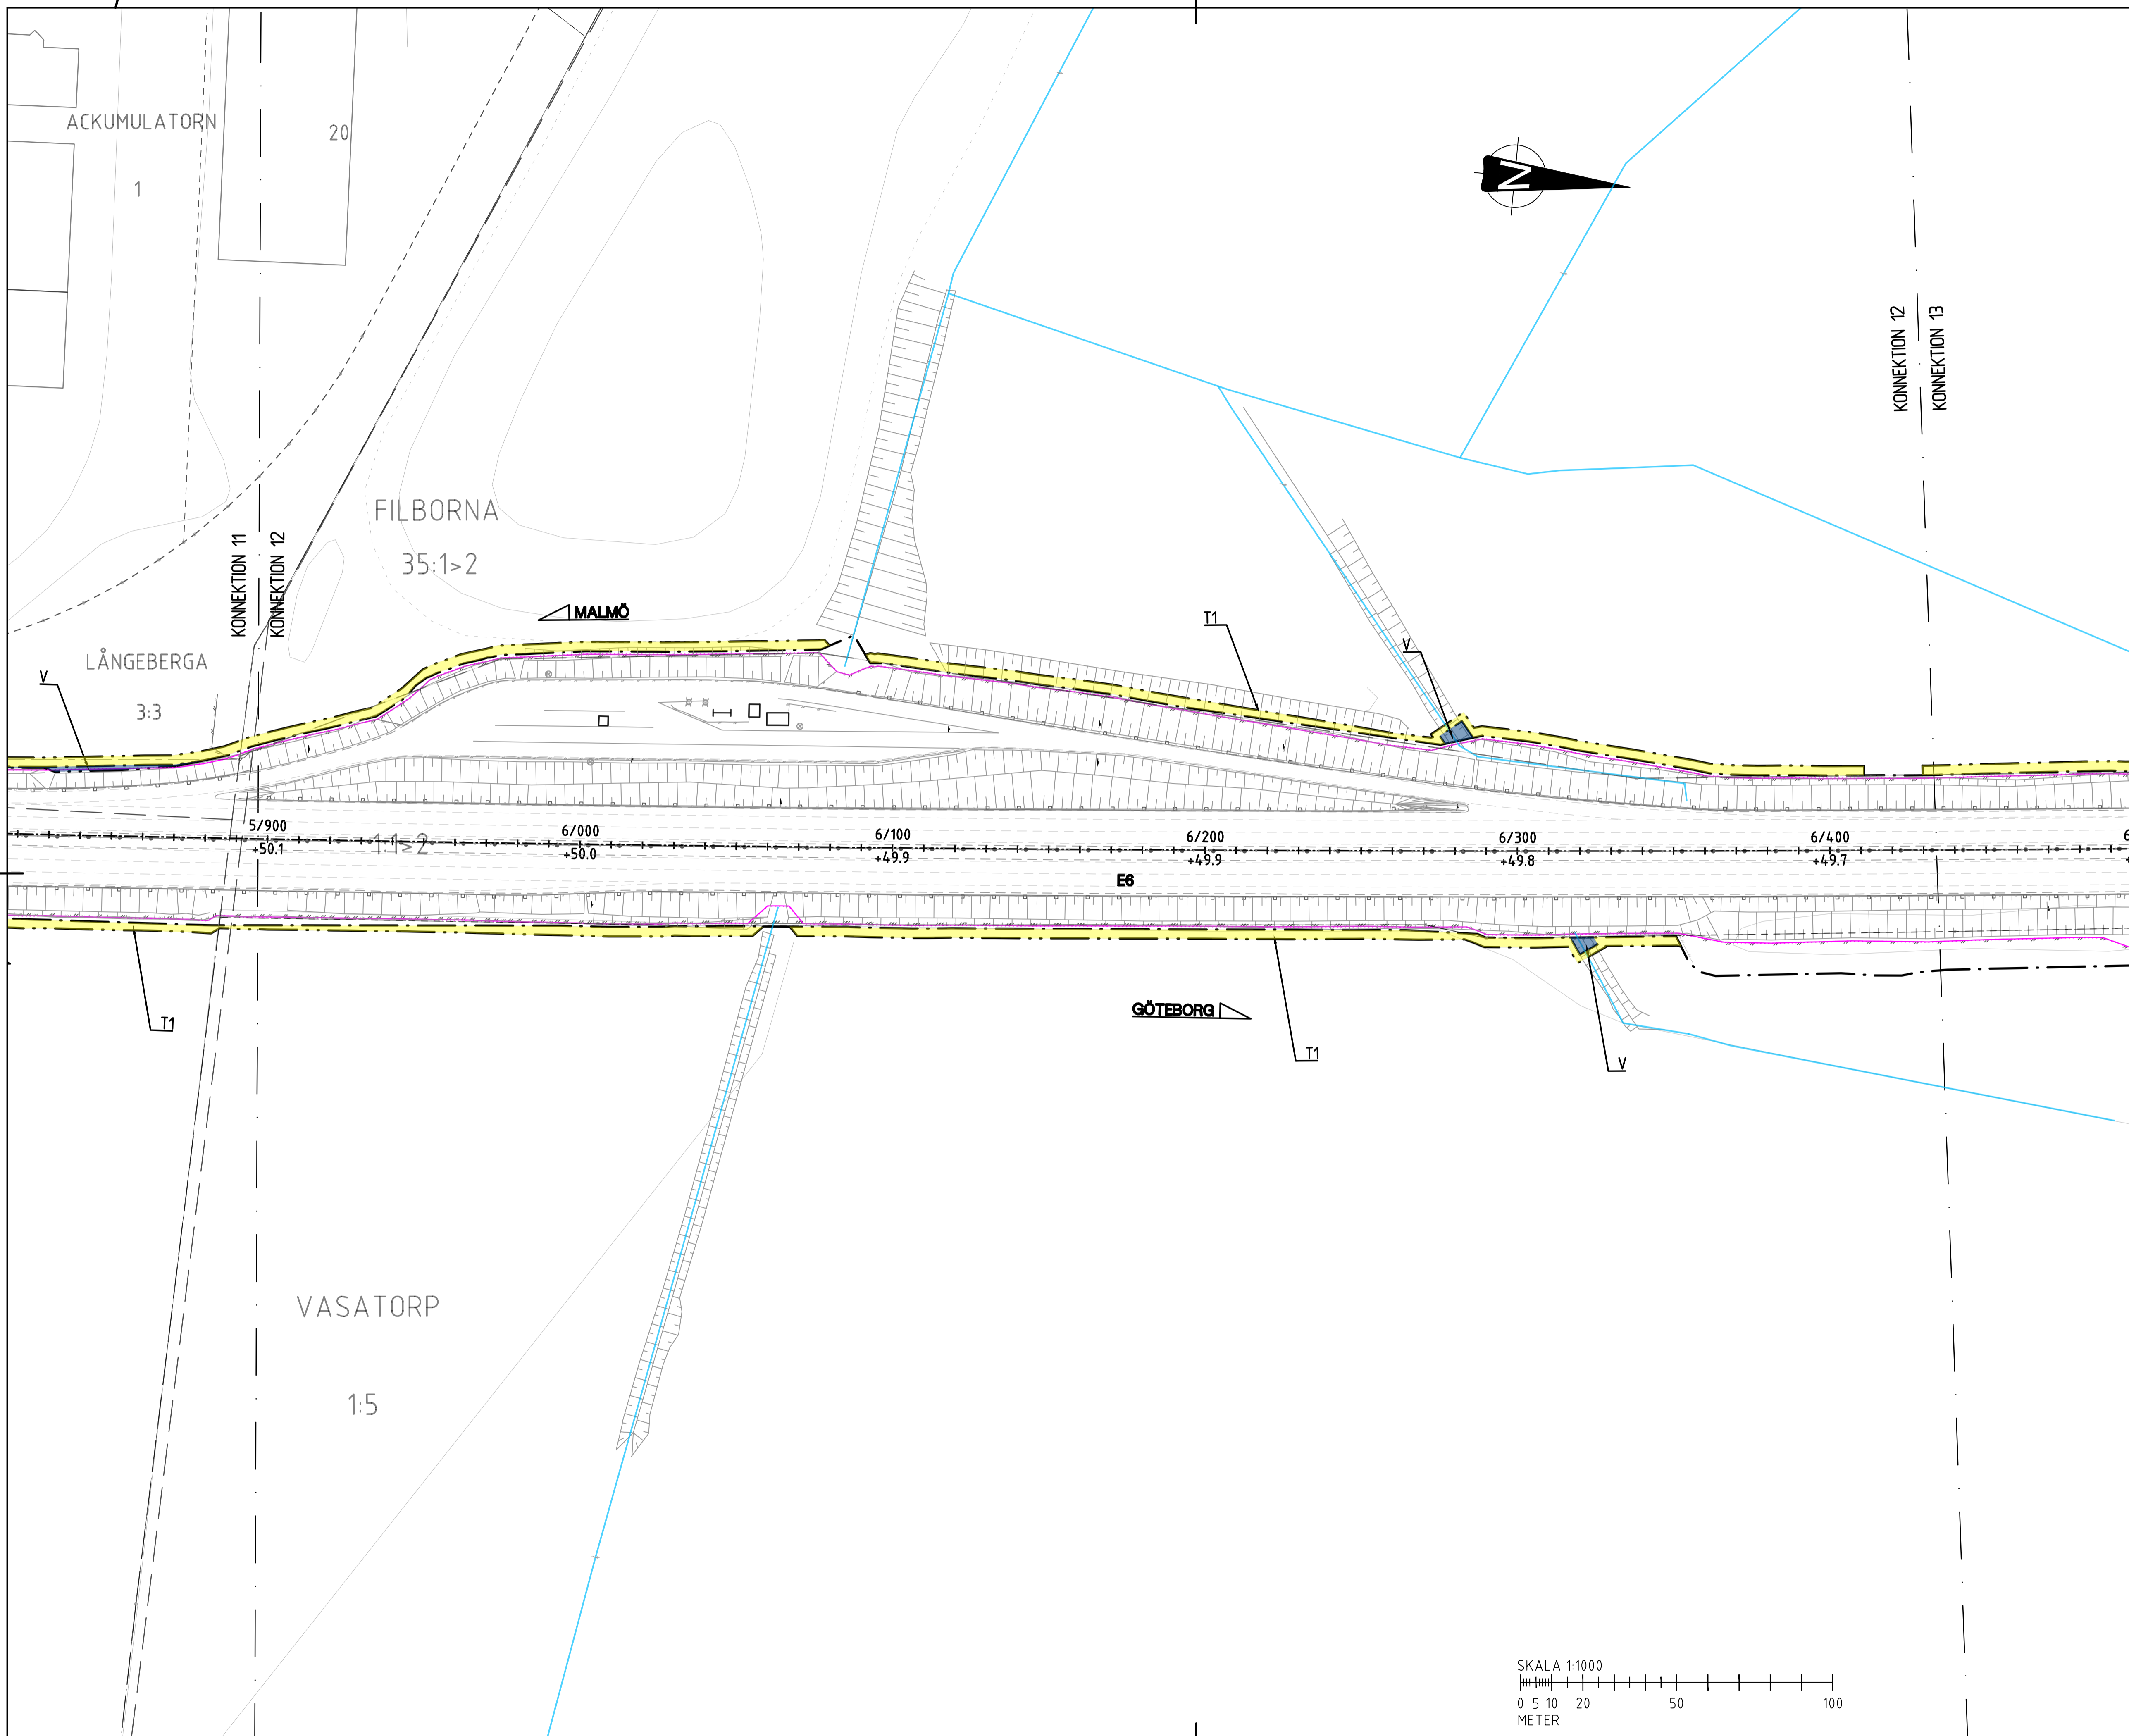 ACKUMULATORN
1
20
N
KONNEKTION 12
KONNEKTION 13
FILBORNA
35:1>2
KONNEKTION 11
KONNEKTION 12
MALMÖ
T1
V
LÅNGEBERGA
3:3
V
5/900
+50.1
1:1>2
6/000
+50.0
6/100
+49.9
6/200
+49.9
6/300
+49.8
6/400
+49.7
E6
GÖTEBORG
T1
T1
V
VASATORP
1:5
SKALA 1:1000
0 5 10 20 50 100
METER